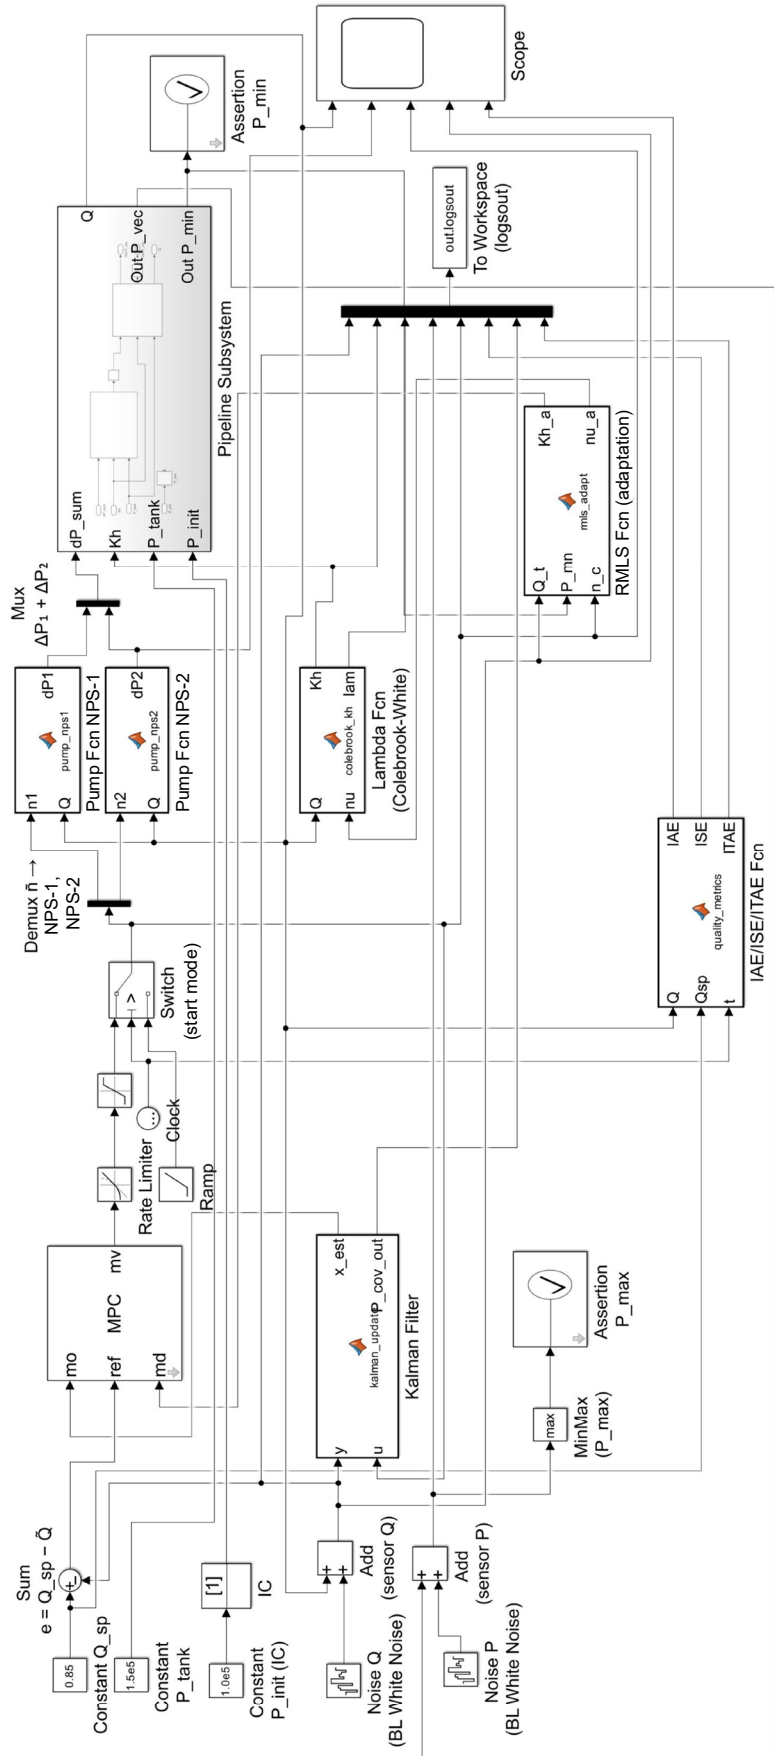 Sum
e = Q_sp − Q̃
0.85
Constant Q_sp
1.5e5
Constant
P_tank
1.0e5
Constant
P_init (IC)
[1]
IC
Noise Q
(BL White Noise)
Add
(sensor Q)
Noise P
(BL White Noise)
Add
(sensor P)
mo
ref
md
MPC
mv
Rate Limiter
Clock
Ramp
Switch
(start mode)
y
u
kalman_update
x_est
P_cov_out
Kalman Filter
max
MinMax
(P_max)
Assertion
P_max
Demux ñ →
NPS-1,
NPS-2
n1
Q
pump_nps1
dP1
Pump Fcn NPS-1
n2
Q
pump_nps2
dP2
Pump Fcn NPS-2
Mux
ΔP₁ + ΔP₂
Q
nu
colebrook_kh
Kh
lam
Lambda Fcn
(Colebrook-White)
Q
Qsp
t
quality_metrics
IAE
ISE
ITAE
IAE/ISE/ITAE Fcn
dP_sum
Kh
P_tank
P_init
Q
Out P_vec
Out P_min
Pipeline Subsystem
Q_t
P_mn
n_c
rmls_adapt
Kh_a
nu_a
RMLS Fcn (adaptation)
Assertion
P_min
out.logsout
To Workspace
(logsout)
Scope